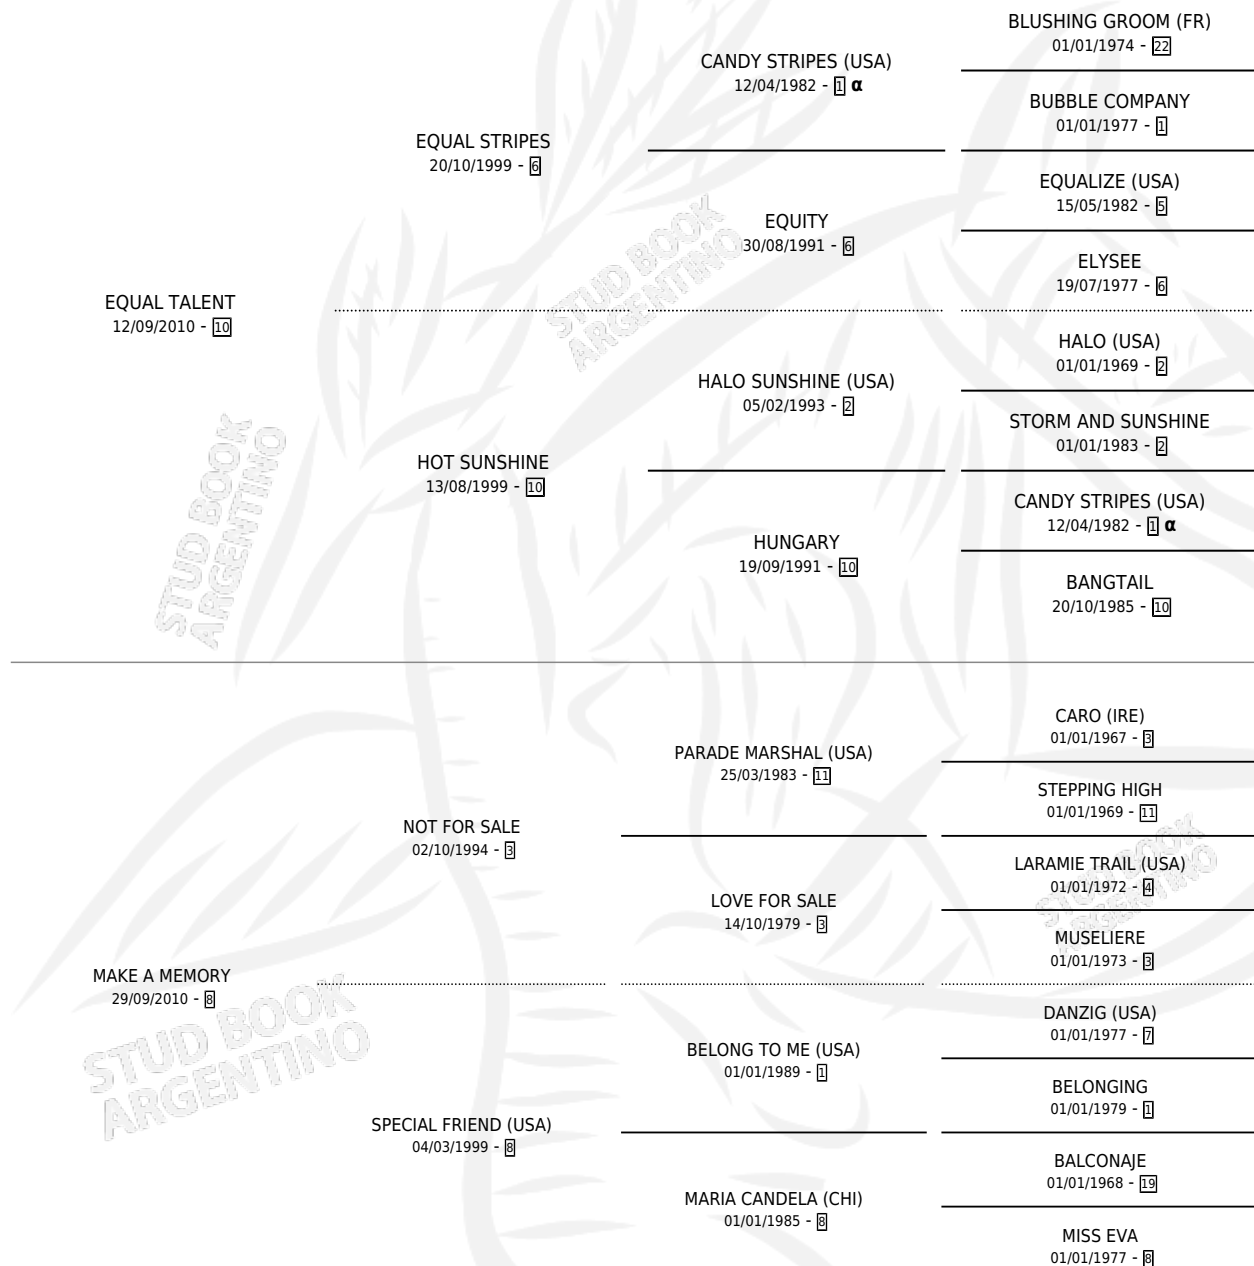 BLUSHING GROOM (FR)
01/01/1974 - 22
CANDY STRIPES (USA)
12/04/1982 - 1 α
BUBBLE COMPANY
01/01/1977 - 1
EQUAL STRIPES
20/10/1999 - 6
EQUALIZE (USA)
15/05/1982 - 5
EQUITY
30/08/1991 - 6
ELYSEE
19/07/1977 - 6
EQUAL TALENT
12/09/2010 - 10
HALO (USA)
01/01/1969 - 2
HALO SUNSHINE (USA)
05/02/1993 - 2
STORM AND SUNSHINE
01/01/1983 - 2
HOT SUNSHINE
13/08/1999 - 10
CANDY STRIPES (USA)
12/04/1982 - 1 α
HUNGARY
19/09/1991 - 10
BANGTAIL
20/10/1985 - 10
CARO (IRE)
01/01/1967 - 3
PARADE MARSHAL (USA)
25/03/1983 - 11
STEPPING HIGH
01/01/1969 - 11
NOT FOR SALE
02/10/1994 - 3
LARAMIE TRAIL (USA)
01/01/1972 - 4
LOVE FOR SALE
14/10/1979 - 3
MUSELIERE
01/01/1973 - 3
MAKE A MEMORY
29/09/2010 - 8
DANZIG (USA)
01/01/1977 - 7
BELONG TO ME (USA)
01/01/1989 - 1
BELONGING
01/01/1979 - 1
SPECIAL FRIEND (USA)
04/03/1999 - 8
BALCONAJE
01/01/1968 - 19
MARIA CANDELA (CHI)
01/01/1985 - 8
MISS EVA
01/01/1977 - 8
STUD BOOK
ARGENTINO
STUD BOOK
ARGENTINO
STUD BOOK
ARGENTINO
STUD BOOK
ARGENTINO